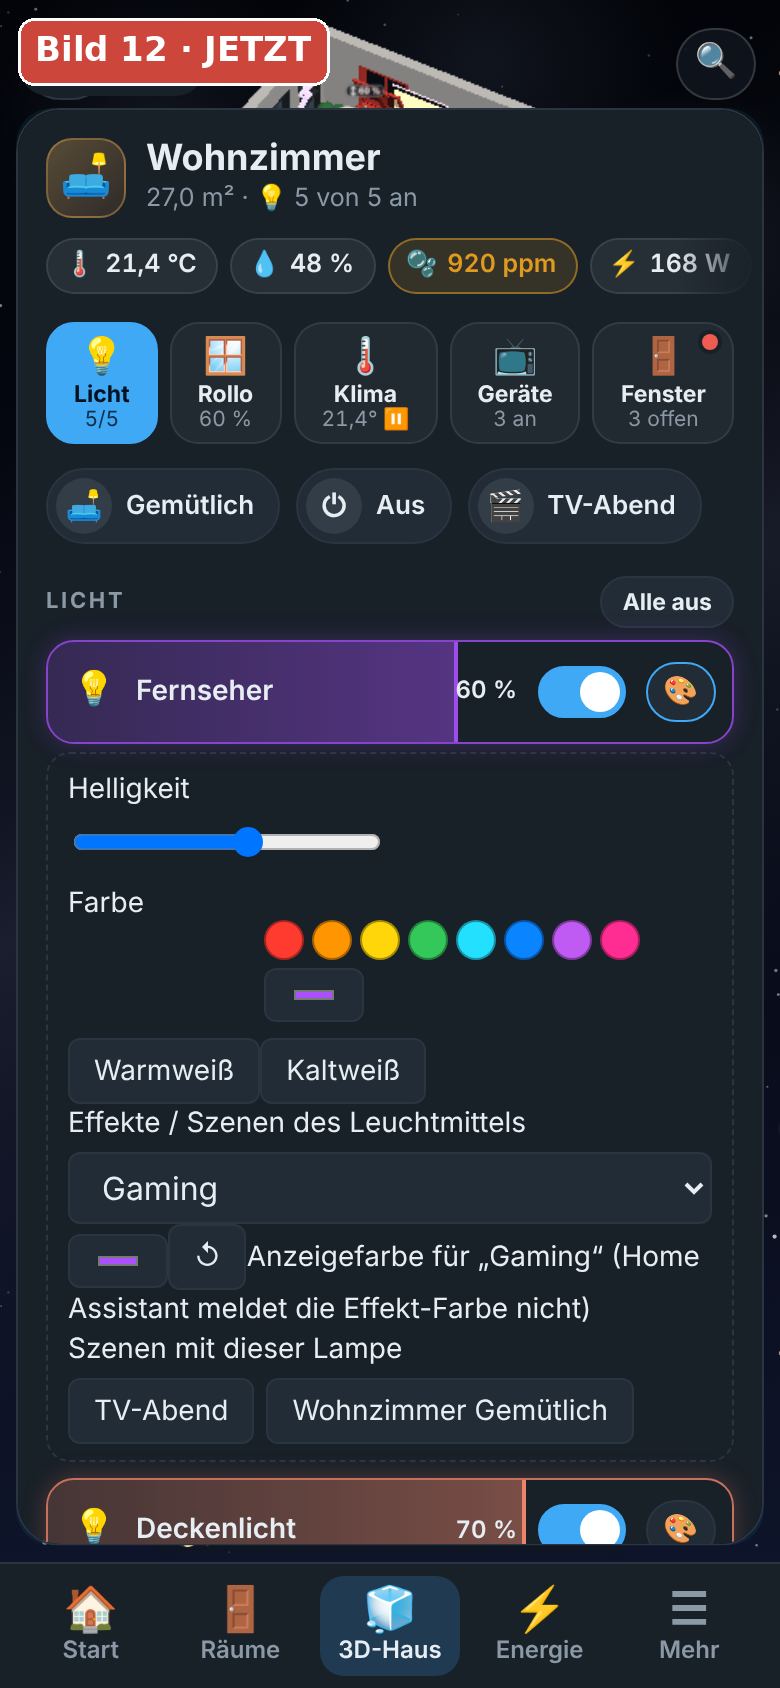 Bild 12 · JETZT
Wohnzimmer
27,0 m² · 5 von 5 an
21,4 °C 48 % 920 ppm 168 W
Licht Rollo Klima Geräte Fenster
5/5 60 % 21,4° 3 an 3 offen
Gemütlich Aus TV-Abend
LICHT Alle aus
Fernseher 60 %
Helligkeit
Farbe
Warmweiß Kaltweiß
Effekte / Szenen des Leuchtmittels
Gaming
Anzeigefarbe für „Gaming“ (Home
Assistant meldet die Effekt-Farbe nicht)
Szenen mit dieser Lampe
TV-Abend Wohnzimmer Gemütlich
Deckenlicht 70 %
Start Räume 3D-Haus Energie Mehr